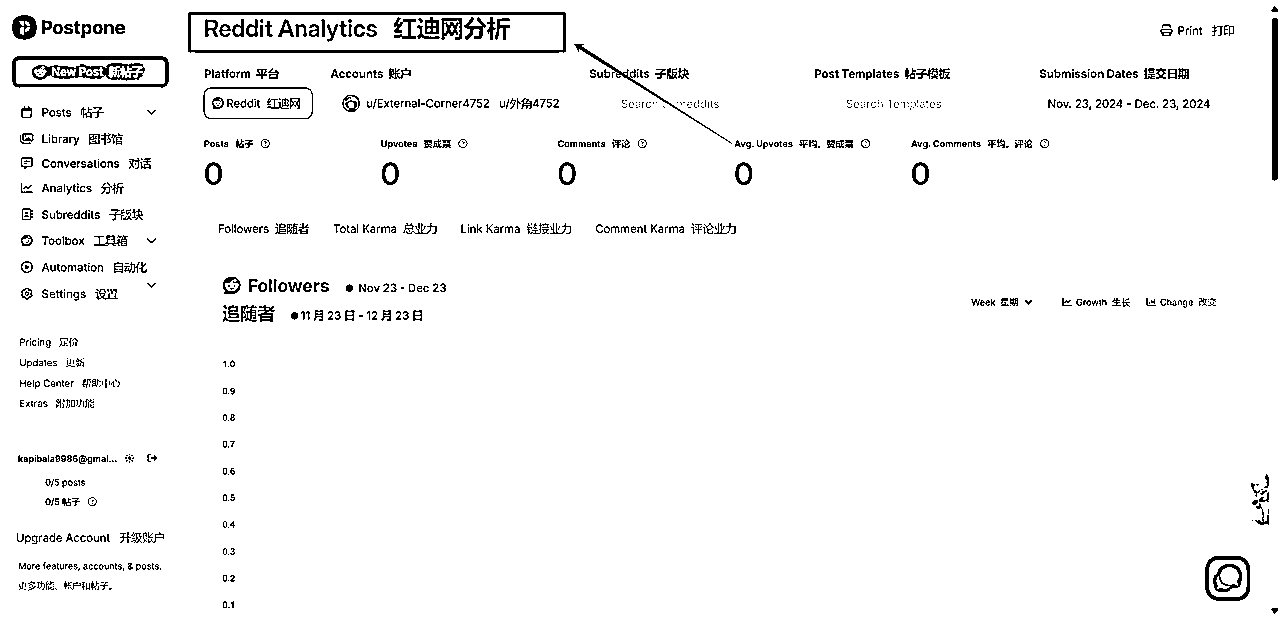 Postpone
New Post 新帖子
Posts 帖子
Library 图书馆
Conversations 对话
Analytics 分析
Subreddits 子版块
Toolbox 工具箱
Automation 自动化
Settings 设置
Pricing 定价
Updates 更新
Help Center 帮助中心
Extras 附加功能
kapibala9986@gmal...
0/5 posts
0/5 帖子
Upgrade Account 升级账户
More features, accounts, & posts.
更多功能、帐户和帖子。
Reddit Analytics 红迪网分析
Print 打印
Platform 平台
Accounts 账户
Subreddits 子版块
Post Templates 帖子模板
Submission Dates 提交日期
Reddit 红迪网
u/External-Corner4752 u/外角4752
Search Subreddits
Search Templates
Nov. 23, 2024 - Dec. 23, 2024
Posts 帖子
Upvotes 赞成票
Comments 评论
Avg. Upvotes 平均。赞成票
Avg. Comments 平均。评论
0
0
0
0
0
Followers 追随者
Total Karma 总业力
Link Karma 链接业力
Comment Karma 评论业力
Followers ● Nov 23 - Dec 23
追随者 ● 11 月 23 日 - 12 月 23 日
Week 星期
Growth 生长
Change 改变
1.0
0.9
0.8
0.7
0.6
0.5
0.4
0.3
0.2
0.1